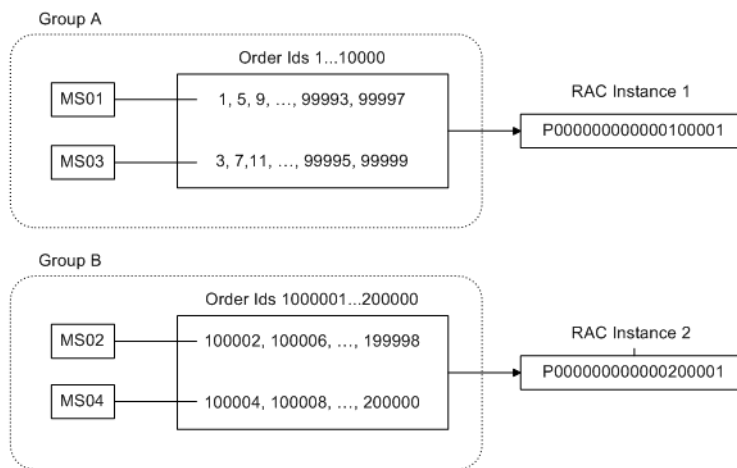 Group A
Order Ids 1...10000
MS01
1, 5, 9, ..., 99993, 99997
RAC Instance 1
P000000000000100001
MS03
3, 7,11, ..., 99995, 99999
Group B
Order Ids 1000001...200000
MS02
100002, 100006, ..., 199998
RAC Instance 2
P000000000000200001
MS04
100004, 100008, ..., 200000